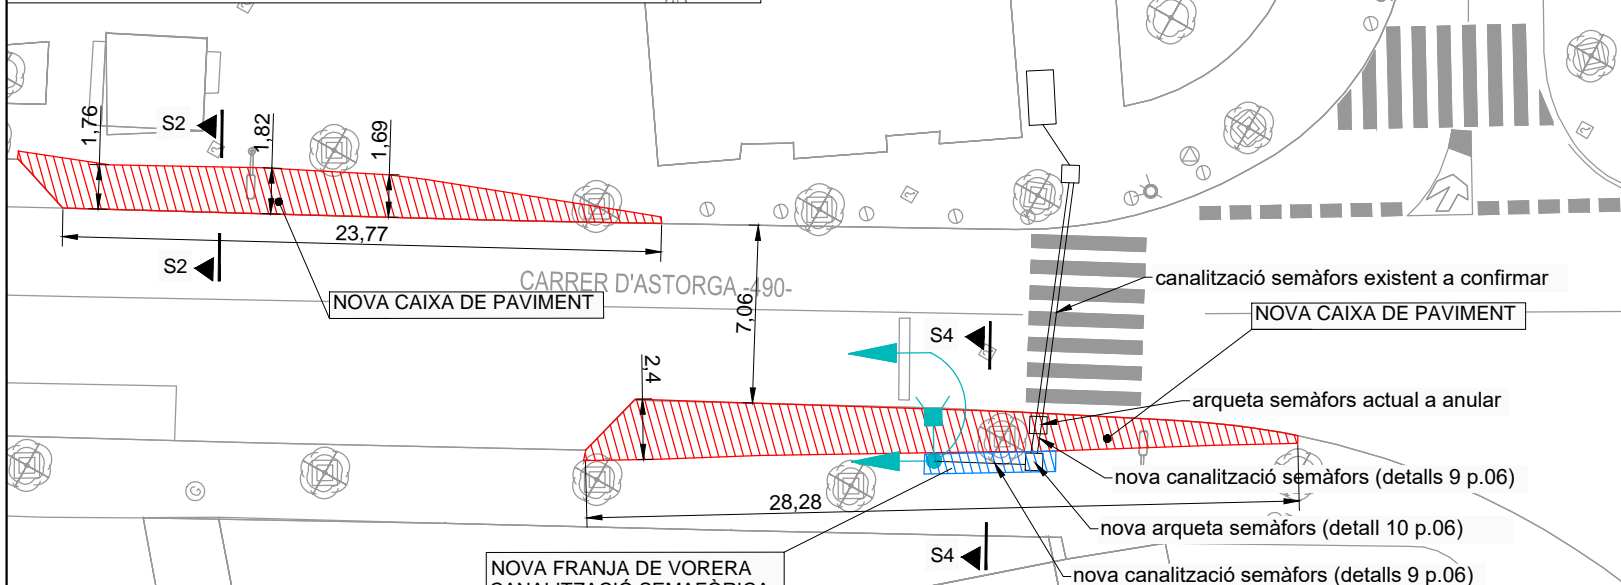 1,76
S2
1,82
1,69
23,77
S2
CARRER D'ASTORGA -490-
NOVA CAIXA DE PAVIMENT
7,06
canalització semàfors existent a confirmar
NOVA CAIXA DE PAVIMENT
S4
2,4
arqueta semàfors actual a anular
nova canalització semàfors (detalls 9 p.06)
28,28
nova arqueta semàfors (detall 10 p.06)
S4
NOVA FRANJA DE VORERA
CANALITZACIÓ SEMAFÒRICA
nova canalització semàfors (detalls 9 p.06)